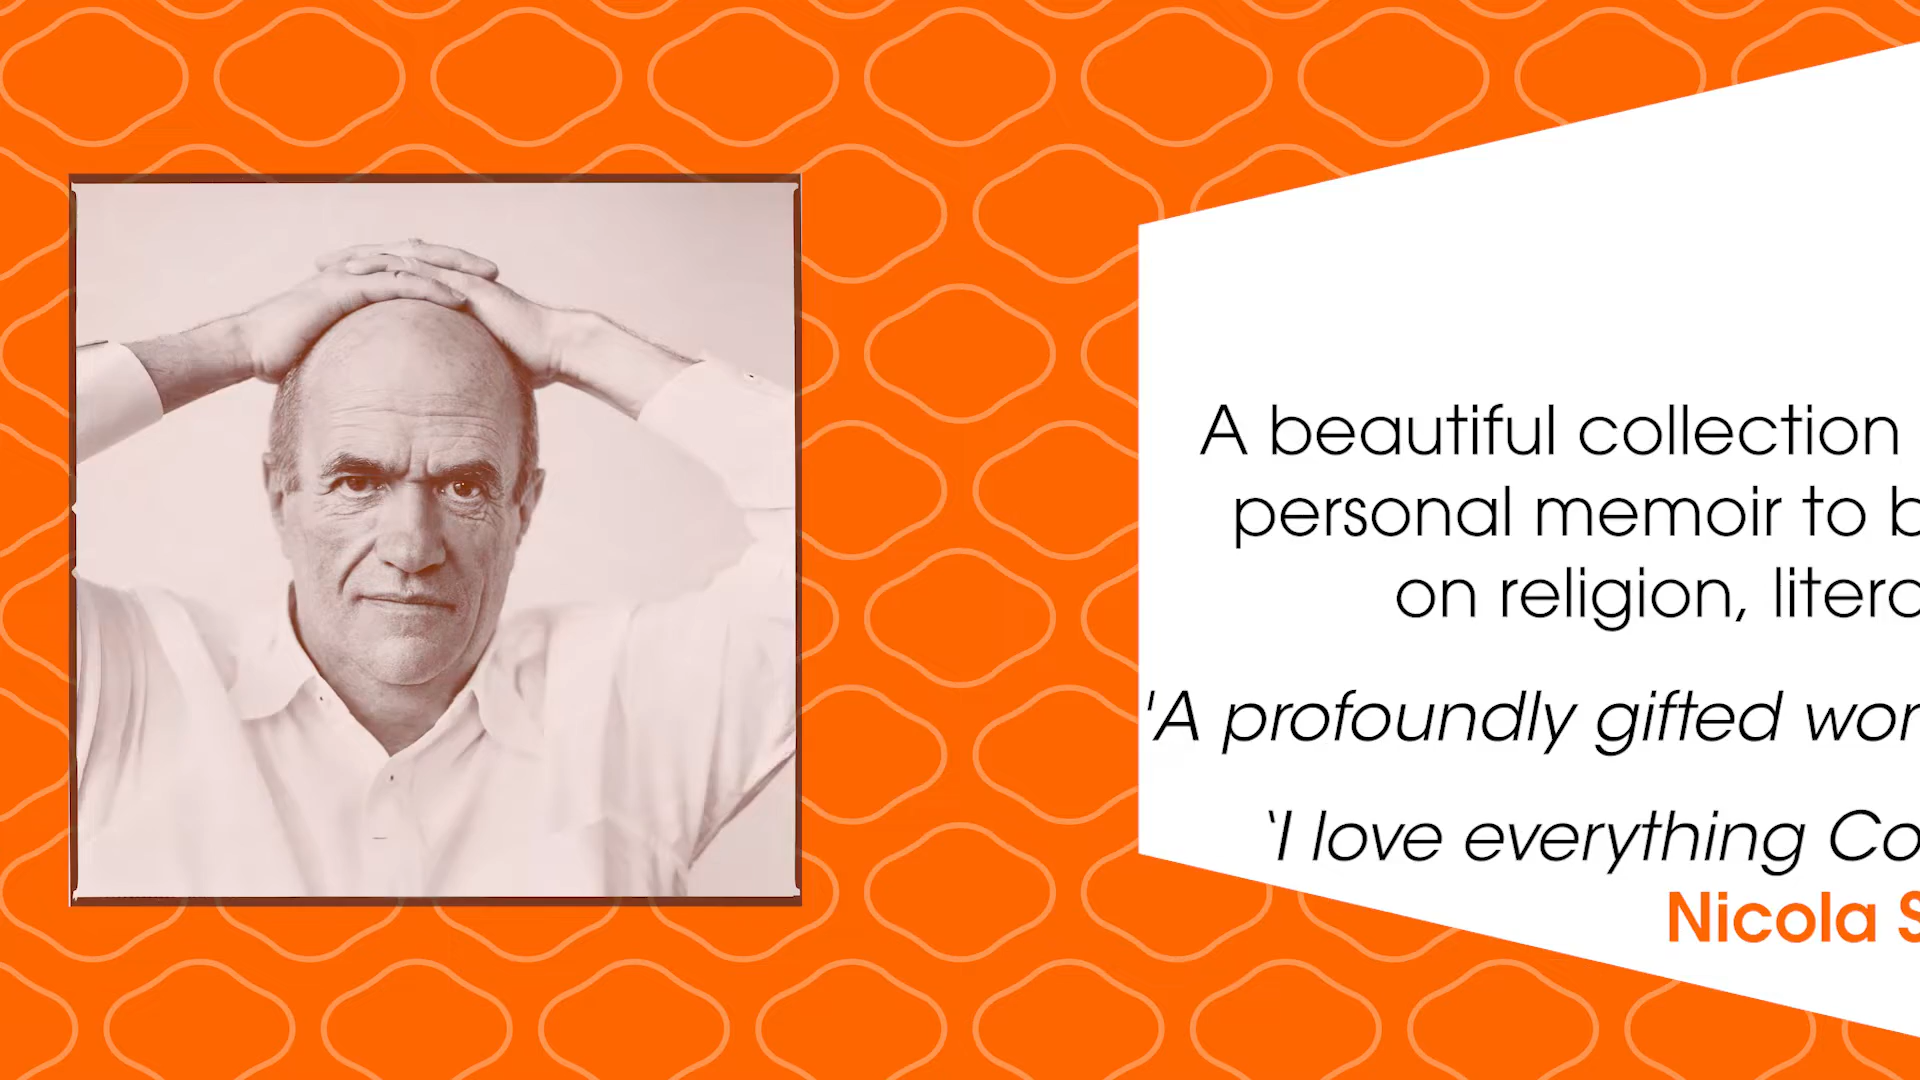 A beautiful collection
personal memoir to
on religion,
'A profoundly gifted
‘I love everything
Nicola